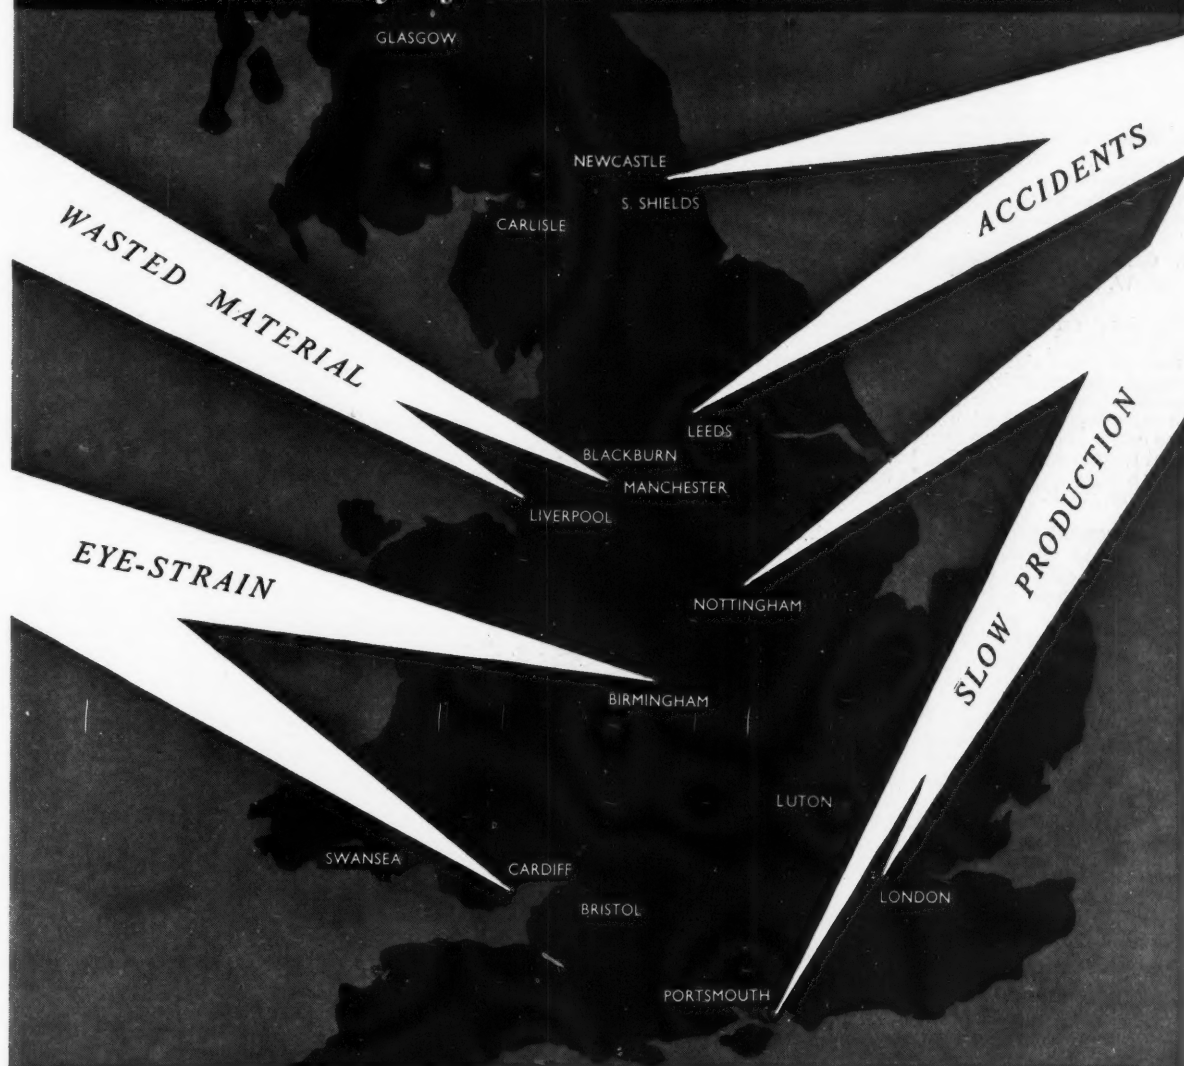 GLASGOW
NEWCASTLE
S. SHIELDS
CARLISLE
ACCIDENTS
WASTED MATERIAL
LEEDS
BLACKBURN
MANCHESTER
LIVERPOOL
EYE-STRAIN
NOTTINGHAM
SLOW PRODUCTION
BIRMINGHAM
LUTON
SWANSEA
CARDIFF
LONDON
BRISTOL
PORTSMOUTH